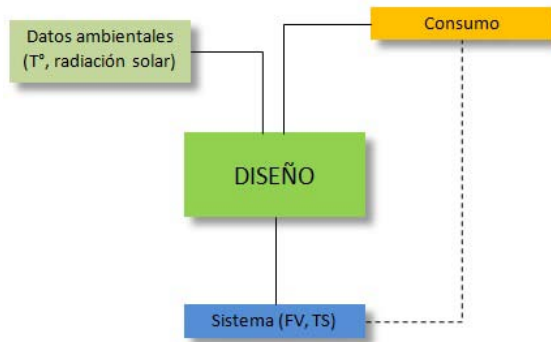 Datos ambientales
(T°, radiación solar)
Consumo
DISEÑO
Sistema (FV, TS)